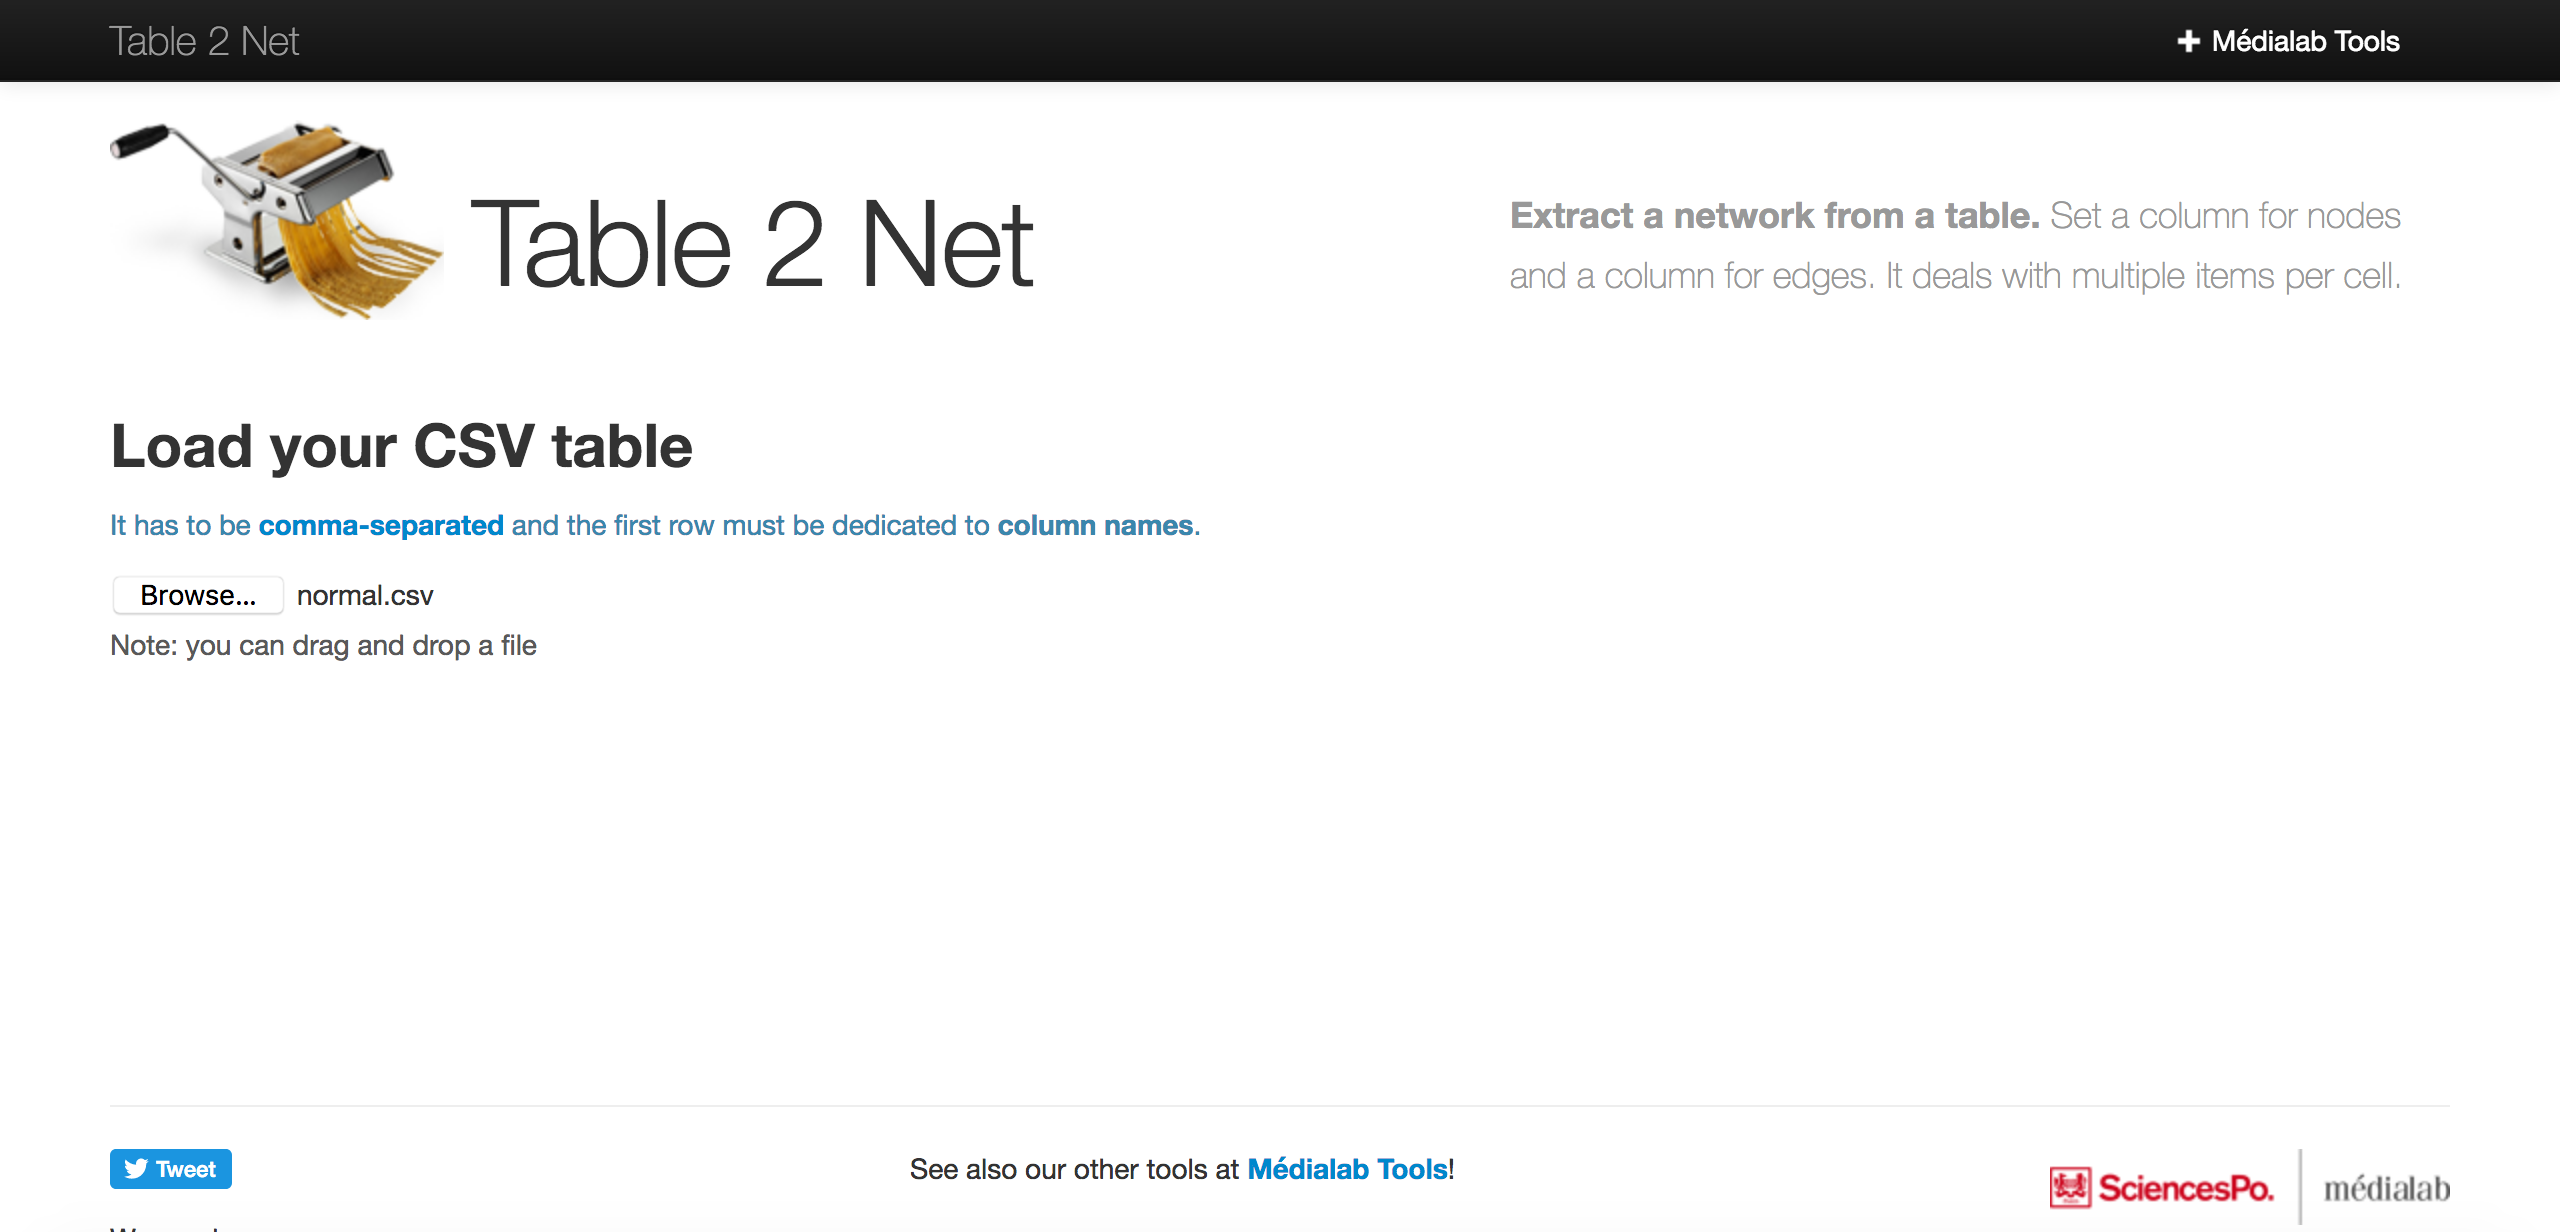 Table 2 Net
Médialab Tools
Table 2 Net
Extract a network from a table. Set a column for nodes
and a column for edges. It deals with multiple items per cell.
Load your CSV table
It has to be comma-separated and the first row must be dedicated to column names.
Browse... normal.csv
Note: you can drag and drop a file
Tweet
See also our other tools at Médialab Tools!
SciencesPo.
médialab